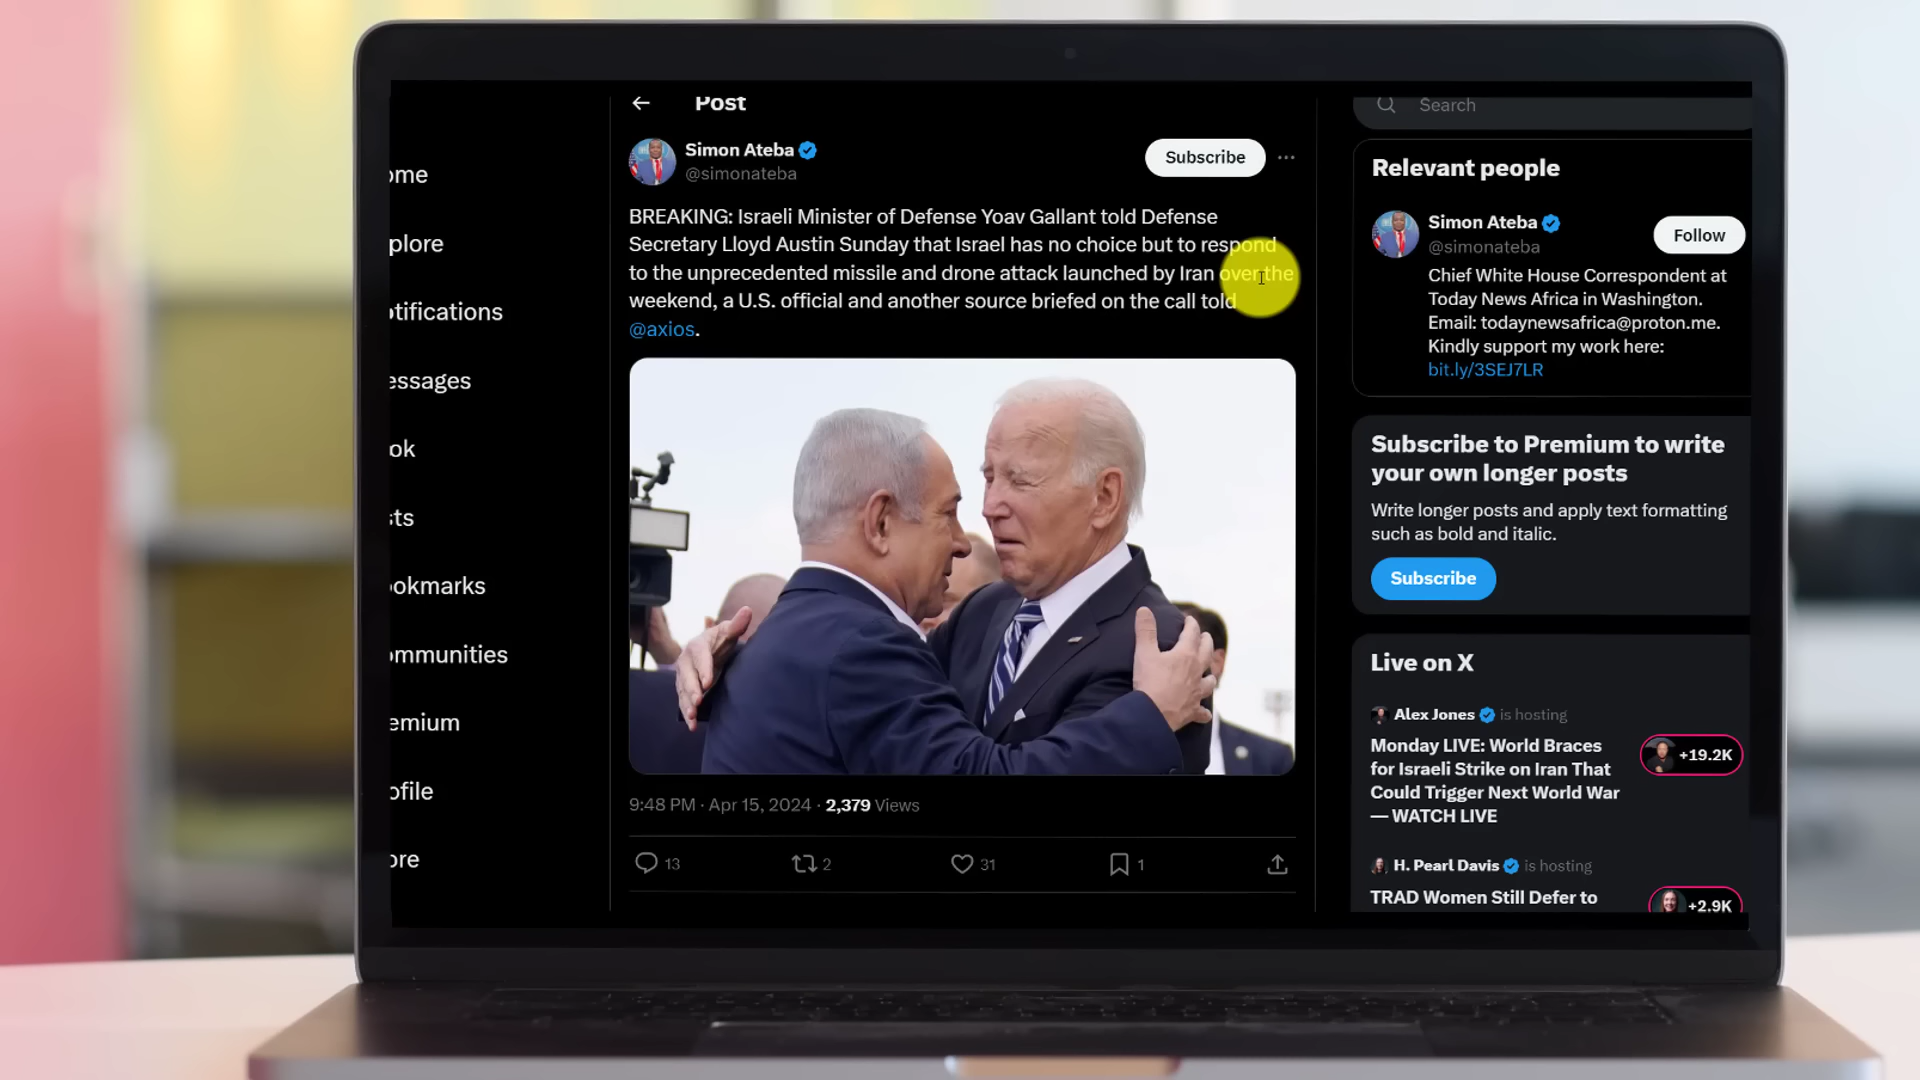 Post
Search
ome
plore
otifications
essages
ok
sts
ookmarks
ommunities
emium
ofile
ore
Simon Ateba
@simonateba
Subscribe
BREAKING: Israeli Minister of Defense Yoav Gallant told Defense
Secretary Lloyd Austin Sunday that Israel has no choice but to respond
to the unprecedented missile and drone attack launched by Iran over the
weekend, a U.S. official and another source briefed on the call told
@axios.
9:48 PM · Apr 15, 2024 · 2,379 Views
13 2 31 1
Relevant people
Simon Ateba
@simonateba
Follow
Chief White House Correspondent at
Today News Africa in Washington.
Email: todaynewsafrica@proton.me.
Kindly support my work here:
bit.ly/3SEJ7LR
Subscribe to Premium to write
your own longer posts
Write longer posts and apply text formatting
such as bold and italic.
Subscribe
Live on X
Alex Jones is hosting
Monday LIVE: World Braces
for Israeli Strike on Iran That
Could Trigger Next World War
— WATCH LIVE
+19.2K
H. Pearl Davis is hosting
TRAD Women Still Defer to
+2.9K